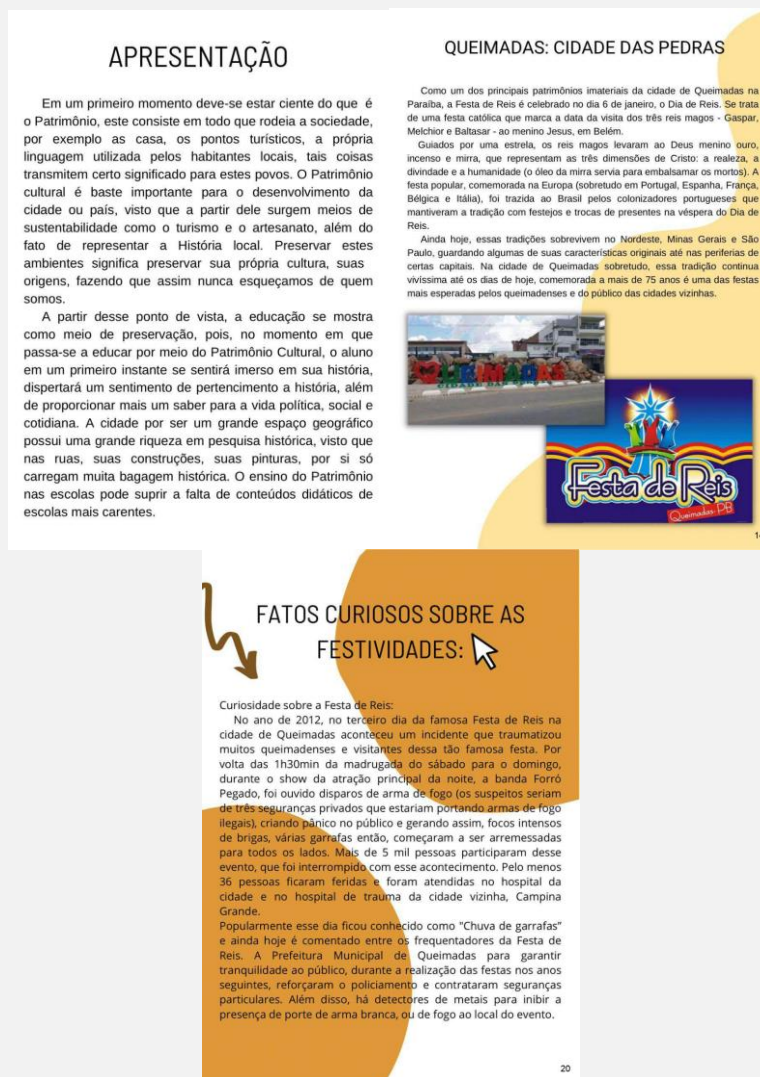 APRESENTAÇÃO
Em um primeiro momento deve-se estar ciente do que é
o Patrimônio, este consiste em todo que rodeia a sociedade,
por exemplo as casa, os pontos turísticos, a própria
linguagem utilizada pelos habitantes locais, tais coisas
transmitem certo significado para estes povos. O Patrimônio
cultural é baste importante para o desenvolvimento da
cidade ou país, visto que a partir dele surgem meios de
sustentabilidade como o turismo e o artesanato, além do
fato de representar a História local. Preservar estes
ambientes significa preservar sua própria cultura, suas
origens, fazendo que assim nunca esqueçamos de quem
somos.
A partir desse ponto de vista, a educação se mostra
como meio de preservação, pois, no momento em que
passa-se a educar por meio do Patrimônio Cultural, o aluno
em um primeiro instante se sentirá imerso em sua história,
dispertará um sentimento de pertencimento a história, além
de proporcionar mais um saber para a vida política, social e
cotidiana. A cidade por ser um grande espaço geográfico
possui uma grande riqueza em pesquisa histórica, visto que
nas ruas, suas construções, suas pinturas, por si só
carregam muita bagagem histórica. O ensino do Patrimônio
nas escolas pode suprir a falta de conteúdos didáticos de
escolas mais carentes.
QUEIMADAS: CIDADE DAS PEDRAS
Como um dos principais patrimônios imateriais da cidade de Queimadas na
Paraíba, a Festa de Reis é celebrado no dia 6 de janeiro, o Dia de Reis. Se trata
de uma festa católica que marca a data da visita dos três reis magos - Gaspar,
Melchior e Baltasar - ao menino Jesus, em Belém.
Guiados por uma estrela, os reis magos levaram ao Deus menino ouro,
incenso e mirra, que representam as três dimensões de Cristo: a realeza, a
divindade e a humanidade (o óleo da mirra servia para embalsamar os mortos). A
festa popular, comemorada na Europa (sobretudo em Portugal, Espanha, França,
Bélgica e Itália), foi trazida ao Brasil pelos colonizadores portugueses que
mantiveram a tradição com festejos e trocas de presentes na véspera do Dia de
Reis.
Ainda hoje, essas tradições sobrevivem no Nordeste, Minas Gerais e São
Paulo, guardando algumas de suas características originais até nas periferias de
certas capitais. Na cidade de Queimadas sobretudo, essa tradição continua
vivíssima até os dias de hoje, comemorada a mais de 75 anos é uma das festas
mais esperadas pelos queimadenses e do público das cidades vizinhas.
QUEIMADAS
CIDADE DAS PEDRAS
Festa de Reis
Queimadas-PB
FATOS CURIOSOS SOBRE AS
FESTIVIDADES:
Curiosidade sobre a Festa de Reis:
No ano de 2012, no terceiro dia da famosa Festa de Reis na
cidade de Queimadas aconteceu um incidente que traumatizou
muitos queimadenses e visitantes dessa tão famosa festa. Por
volta das 1h30min da madrugada do sábado para o domingo,
durante o show da atração principal da noite, a banda Forró
Pegado, foi ouvido disparos de arma de fogo (os suspeitos seriam
de três seguranças privados que estariam portando armas de fogo
ilegais), criando pânico no público e gerando assim, focos intensos
de brigas, várias garrafas então, começaram a ser arremessadas
para todos os lados. Mais de 5 mil pessoas participaram desse
evento, que foi interrompido com esse acontecimento. Pelo menos
36 pessoas ficaram feridas e foram atendidas no hospital da
cidade e no hospital de trauma da cidade vizinha, Campina
Grande.
Popularmente esse dia ficou conhecido como "Chuva de garrafas"
e ainda hoje é comentado entre os frequentadores da Festa de
Reis. A Prefeitura Municipal de Queimadas para garantir
tranquilidade ao público, durante a realização das festas nos anos
seguintes, reforçaram o policiamento e contrataram seguranças
particulares. Além disso, há detectores de metais para inibir a
presença de porte de arma branca, ou de fogo ao local do evento.
20